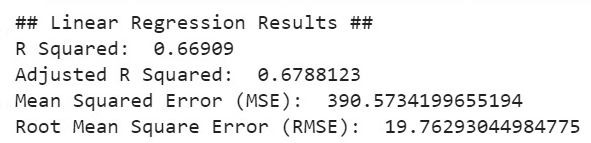 ## Linear Regression Results ##
R Squared:  0.66909
Adjusted R Squared:  0.6788123
Mean Squared Error (MSE):  390.5734199655194
Root Mean Square Error (RMSE):  19.76293044984775